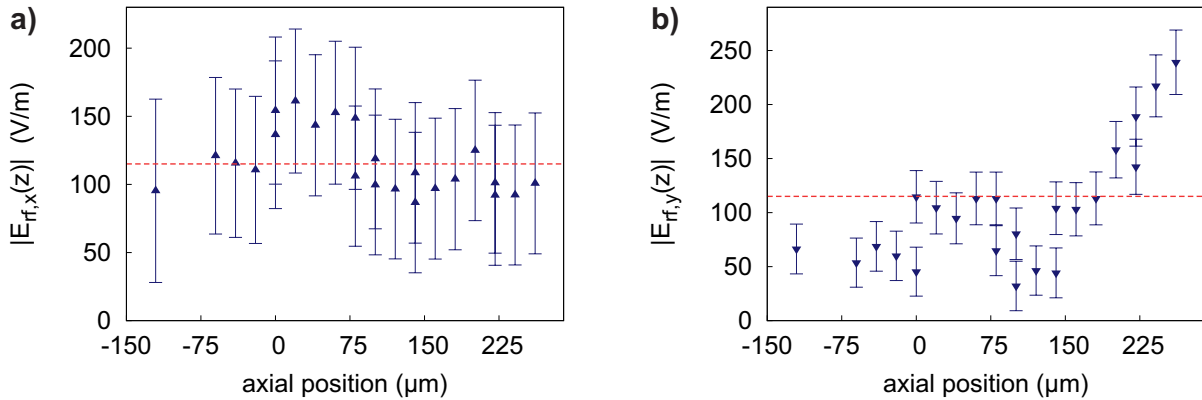 a)
|E_rf,x(z)| (V/m)
200
150
100
50
0
-150 -75 0 75 150 225
axial position (µm)
b)
|E_rf,y(z)| (V/m)
250
200
150
100
50
0
-150 -75 0 75 150 225
axial position (µm)